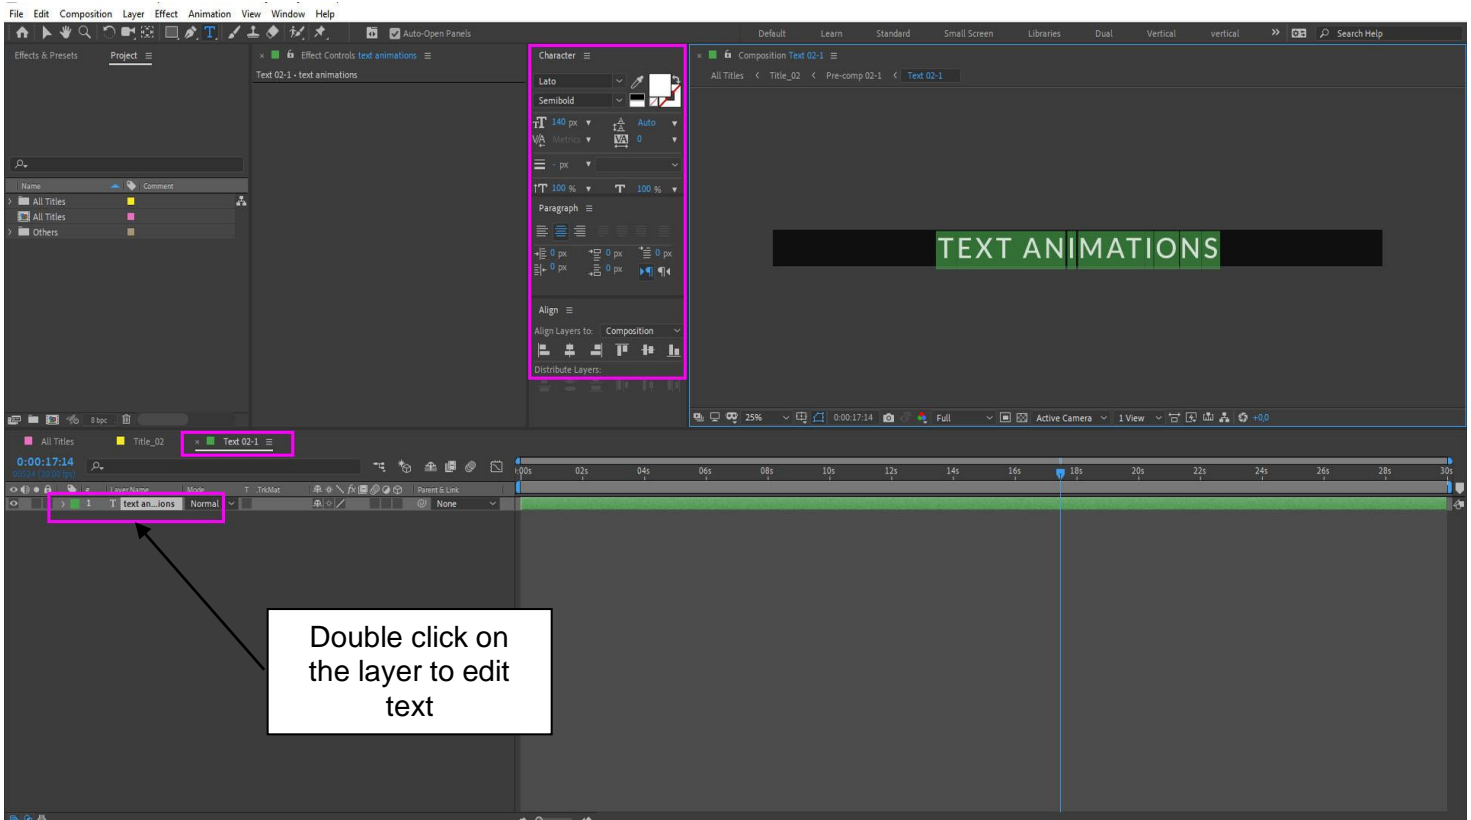 File Edit Composition Layer Effect Animation View Window Help
Auto-Open Panels
Default Learn Standard Small Screen Libraries Dual Vertical vertical >> Search Help
Effects & Presets Project
Effect Controls text animations
Text 02-1 • text animations
Character
Lato
Semibold
140 px Auto
Metrics 0
- px
100 % 100 %
Paragraph
0 px 0 px 0 px
0 px 0 px
Align
Align Layers to: Composition
Distribute Layers:
Composition Text 02-1
All Titles < Title_02 < Pre-comp 02-1 < Text 02-1
TEXT ANIMATIONS
25% 0:00:17:14 Full Active Camera 1 View +0,0
Name Comment
All Titles
All Titles
Others
8 bpc
All Titles Title_02 × Text 02-1
0:00:17:14
# Layer Name Mode T .TrkMat Parent & Link
1 T text an...ions Normal None
02s 04s 06s 08s 10s 12s 14s 16s 18s 20s 22s 24s 26s 28s 30s
Double click on
the layer to edit
text